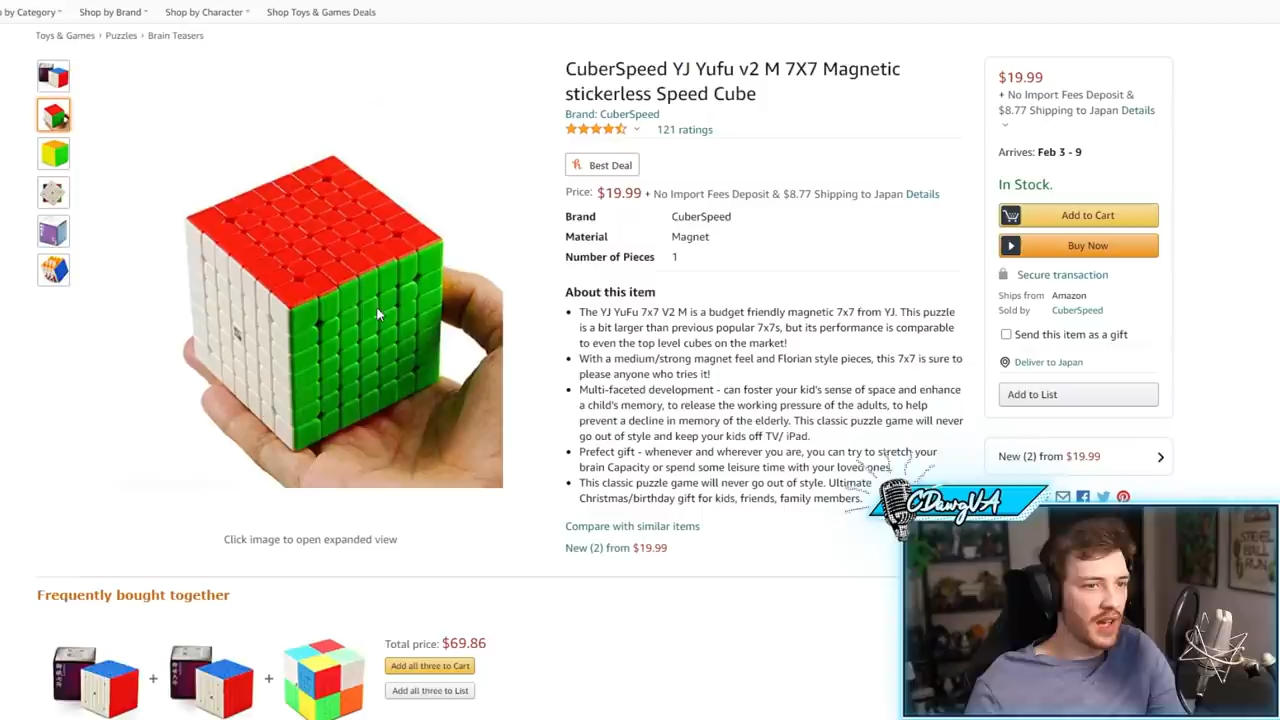 by Category
Shop by Brand
Shop by Character
Shop Toys & Games Deals
Toys & Games › Puzzles › Brain Teasers
CuberSpeed YJ Yufu v2 M 7X7 Magnetic
stickerless Speed Cube
Brand: CuberSpeed
121 ratings
Best Deal
Price: $19.99 + No Import Fees Deposit & $8.77 Shipping to Japan Details
Brand CuberSpeed
Material Magnet
Number of Pieces 1
About this item
• The YJ YuFu 7x7 V2 M is a budget friendly magnetic 7x7 from YJ. This puzzle
is a bit larger than previous popular 7x7s, but its performance is comparable
to even the top level cubes on the market!
• With a medium/strong magnet feel and Florian style pieces, this 7x7 is sure to
please anyone who tries it!
• Multi-faceted development - can foster your kid's sense of space and enhance
a child's memory, to release the working pressure of the adults, to help
prevent a decline in memory of the elderly. This classic puzzle game will never
go out of style and keep your kids off TV/ iPad.
• Prefect gift - whenever and wherever you are, you can try to stretch your
brain Capacity or spend some leisure time with your loved ones.
• This classic puzzle game will never go out of style. Ultimate
Christmas/birthday gift for kids, friends, family members.
Compare with similar items
New (2) from $19.99
Click image to open expanded view
$19.99
+ No Import Fees Deposit &
$8.77 Shipping to Japan Details
Arrives: Feb 3 - 9
In Stock.
Add to Cart
Buy Now
Secure transaction
Ships from Amazon
Sold by CuberSpeed
Send this item as a gift
Deliver to Japan
Add to List
New (2) from $19.99
CDawgVA
STEEL
BALL
RUN
Frequently bought together
Total price: $69.86
+
+
Add all three to Cart
Add all three to List